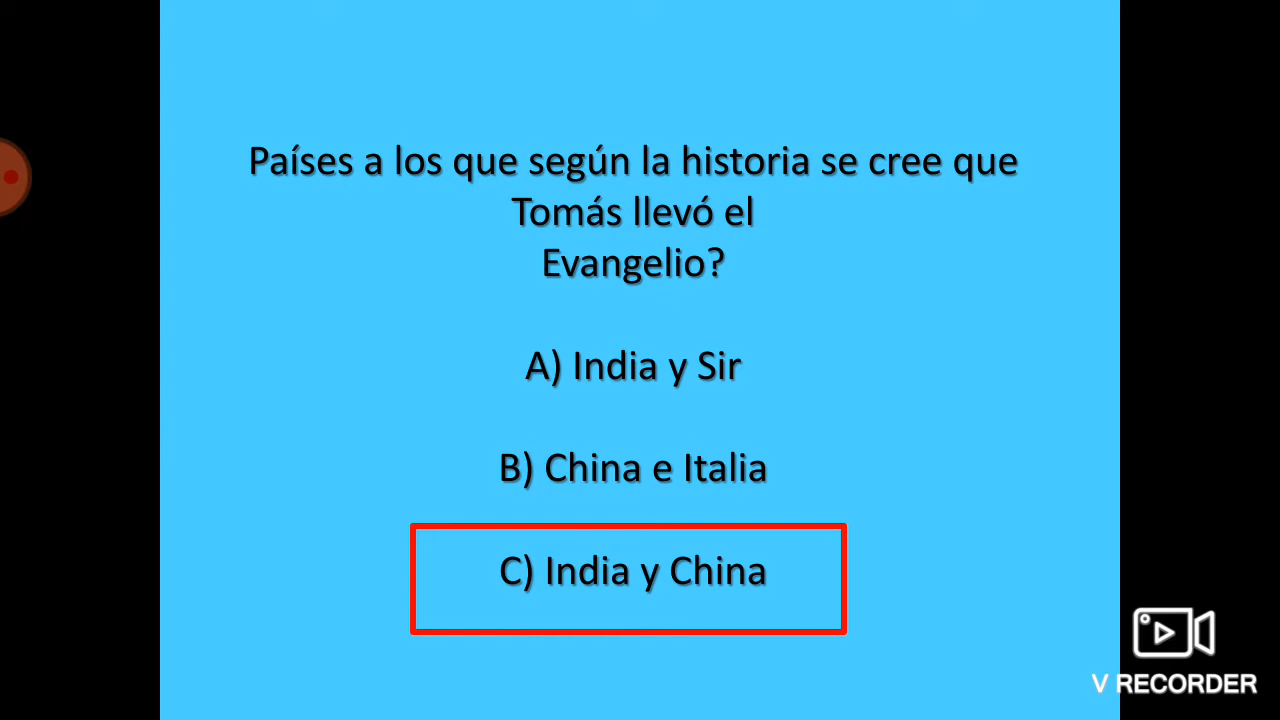 Países a los que según la historia se cree que
Tomás llevó el
Evangelio?
A) India y Sir
B) China e Italia
C) India y China
V RECORDER